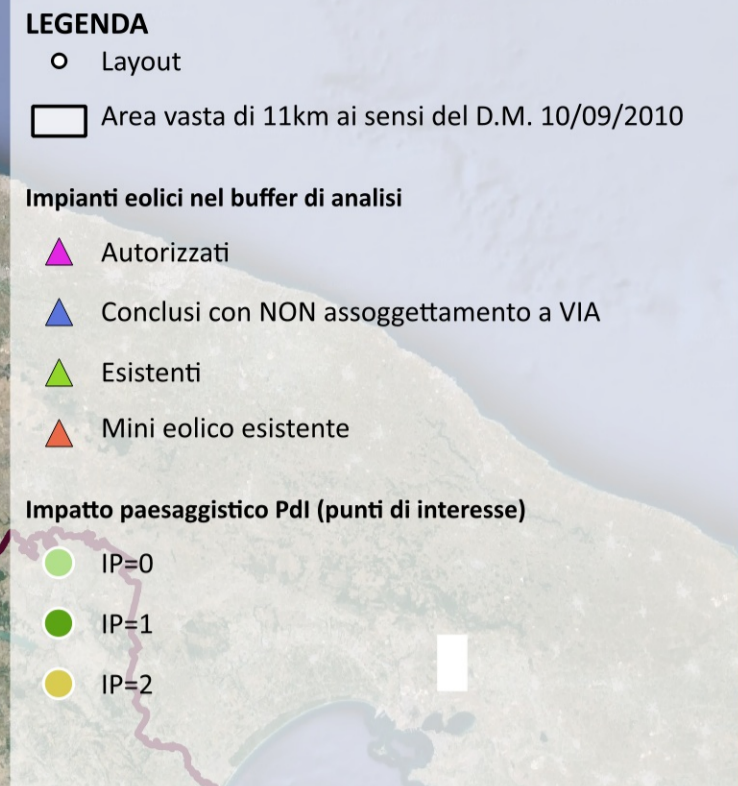 LEGENDA
Layout
Area vasta di 11km ai sensi del D.M. 10/09/2010
Impianti eolici nel buffer di analisi
Autorizzati
Conclusi con NON assoggettamento a VIA
Esistenti
Mini eolico esistente
Impatto paesaggistico PdI (punti di interesse)
IP=0
IP=1
IP=2